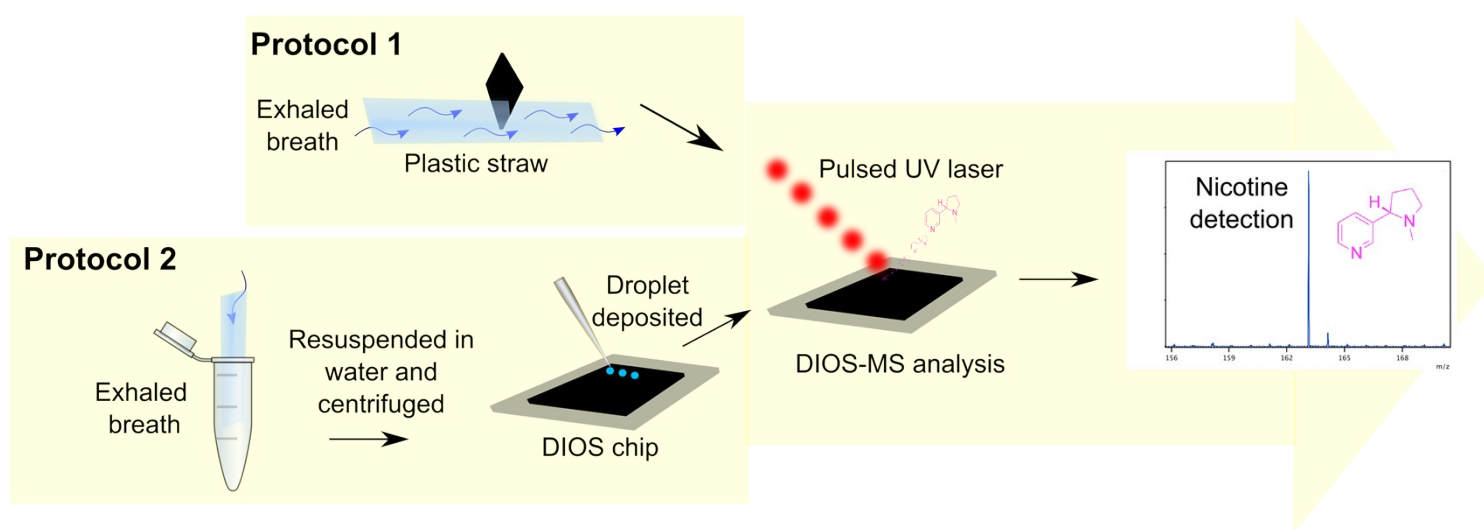 Protocol 1
Exhaled
breath
Plastic straw
Protocol 2
Exhaled
breath
Resuspended in
water and
centrifuged
Droplet
deposited
DIOS chip
Pulsed UV laser
H
N
N
DIOS-MS analysis
Nicotine
detection
H
N
N
156
159
162
165
168
m/z